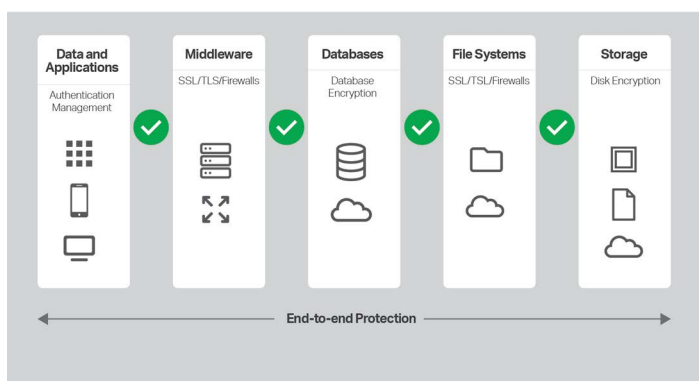 Data and
Applications
Authentication
Management
Middleware
SSL/TLS/Firewalls
Databases
Database
Encryption
File Systems
SSL/TSL/Firewalls
Storage
Disk Encryption
End-to-end Protection